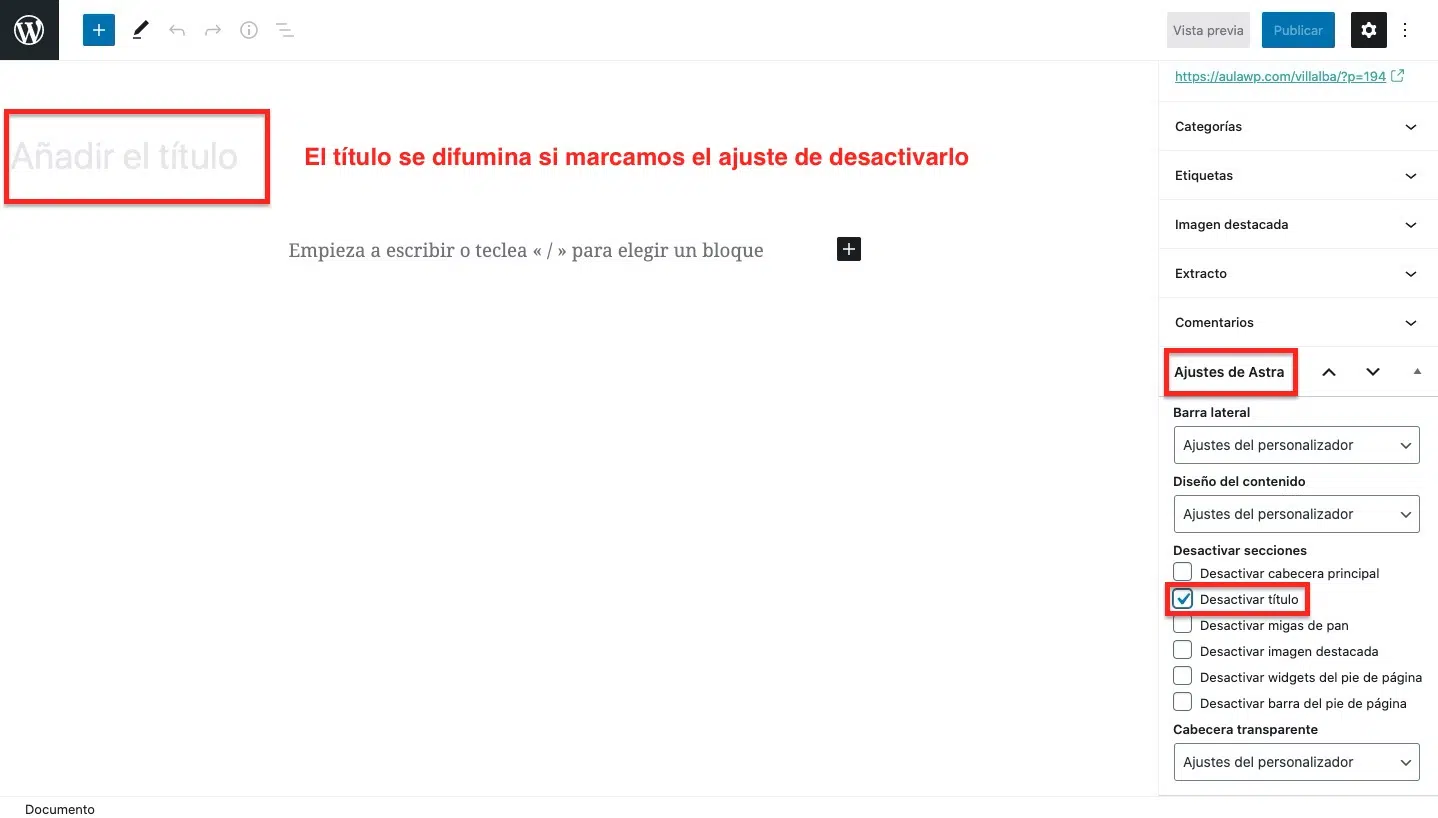 Vista previa
Publicar
Añadir el título
El título se difumina si marcamos el ajuste de desactivarlo
Empieza a escribir o teclea « / » para elegir un bloque
https://aulawp.com/villalba/?p=194
Categorías
Etiquetas
Imagen destacada
Extracto
Comentarios
Ajustes de Astra
Barra lateral
Ajustes del personalizador
Diseño del contenido
Ajustes del personalizador
Desactivar secciones
Desactivar cabecera principal
Desactivar título
Desactivar migas de pan
Desactivar imagen destacada
Desactivar widgets del pie de página
Desactivar barra del pie de página
Cabecera transparente
Ajustes del personalizador
Documento